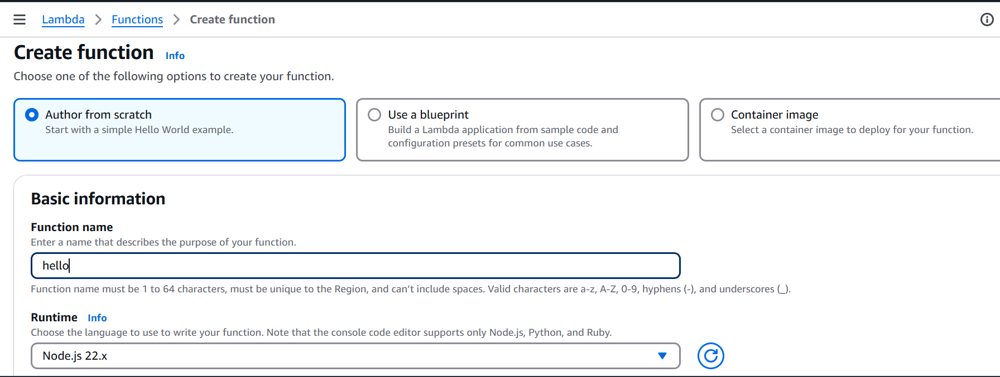 Lambda > Functions > Create function
Create function Info
Choose one of the following options to create your function.
Author from scratch
Start with a simple Hello World example.
Use a blueprint
Build a Lambda application from sample code and
configuration presets for common use cases.
Container image
Select a container image to deploy for your function.
Basic information
Function name
Enter a name that describes the purpose of your function.
hello
Function name must be 1 to 64 characters, must be unique to the Region, and can’t include spaces. Valid characters are a-z, A-Z, 0-9, hyphens (-), and underscores (_).
Runtime Info
Choose the language to use to write your function. Note that the console code editor supports only Node.js, Python, and Ruby.
Node.js 22.x